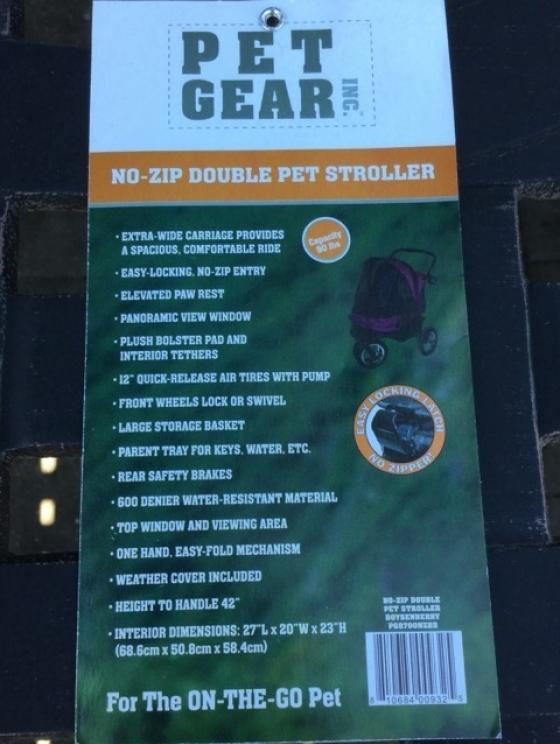 PET
GEAR INC.
NO-ZIP DOUBLE PET STROLLER
• EXTRA-WIDE CARRIAGE PROVIDES
A SPACIOUS, COMFORTABLE RIDE
Capacity
90 lbs
• EASY-LOCKING, NO-ZIP ENTRY
• ELEVATED PAW REST
• PANORAMIC VIEW WINDOW
• PLUSH BOLSTER PAD AND
INTERIOR TETHERS
• 12" QUICK-RELEASE AIR TIRES WITH PUMP
• FRONT WHEELS LOCK OR SWIVEL
• LARGE STORAGE BASKET
• PARENT TRAY FOR KEYS, WATER, ETC.
• REAR SAFETY BRAKES
• 600 DENIER WATER-RESISTANT MATERIAL
• TOP WINDOW AND VIEWING AREA
• ONE HAND, EASY-FOLD MECHANISM
• WEATHER COVER INCLUDED
• HEIGHT TO HANDLE 42"
• INTERIOR DIMENSIONS: 27"L x 20"W x 23"H
(68.6cm x 50.8cm x 58.4cm)
EASY LOCKING LATCH
NO ZIPPER!
For The ON-THE-GO Pet
NO-ZIP DOUBLE
PET STROLLER
BOYSENBERRY
PG8700NZBS
8 10684 00932 5